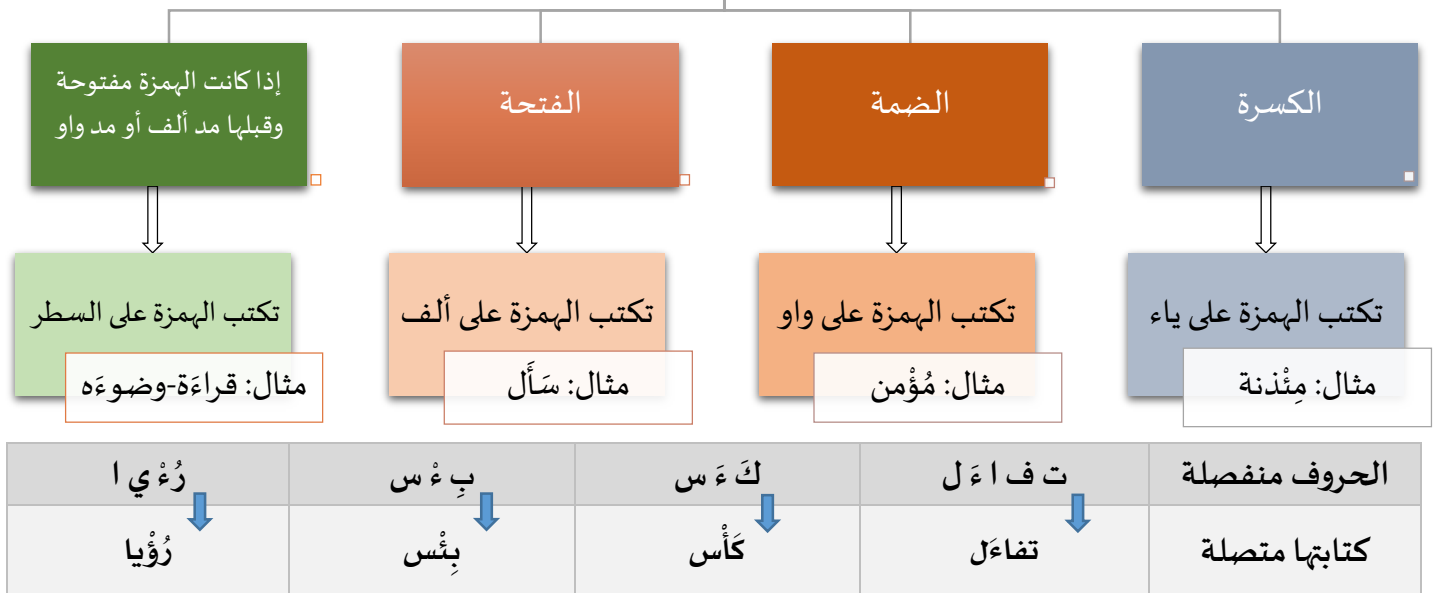 الكسرة
الضمة
الفتحة
إذا كانت الهمزة مفتوحة
وقبلها مد ألف أو مد واو
تكتب الهمزة على ياء
تكتب الهمزة على واو
تكتب الهمزة على ألف
تكتب الهمزة على السطر
مثال: مِئْذنة
مثال: مُؤْمن
مثال: سَأَل
مثال: قراءَة-وضوءَه
الحروف منفصلة
ت ف ا ءَ ل
كَ ءَ س
بِ ءْ س
رُ ءْ ي ا
كتابتها متصلة
تفاءَل
كَأْس
بِئْس
رُؤْيا